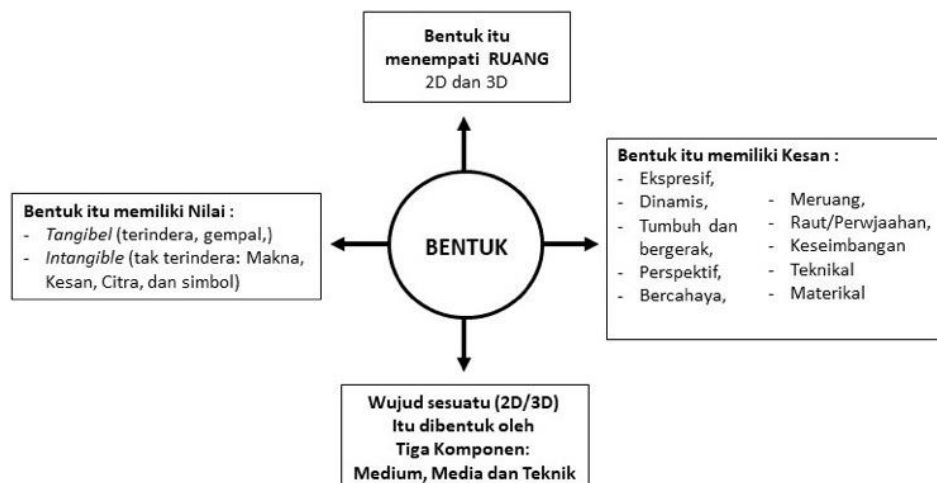 Bentuk itu
menempati RUANG
2D dan 3D
Bentuk itu memiliki Nilai :
- Tangibel (terindera, gempal,)
- Intangible (tak terindera: Makna,
Kesan, Citra, dan simbol)
BENTUK
Bentuk itu memiliki Kesan :
- Ekspresif,
- Dinamis,
- Tumbuh dan
bergerak,
- Perspektif,
- Bercahaya,
- Meruang,
- Raut/Perwjaahan,
- Keseimbangan
- Teknikal
- Materikal
Wujud sesuatu (2D/3D)
Itu dibentuk oleh
Tiga Komponen:
Medium, Media dan Teknik